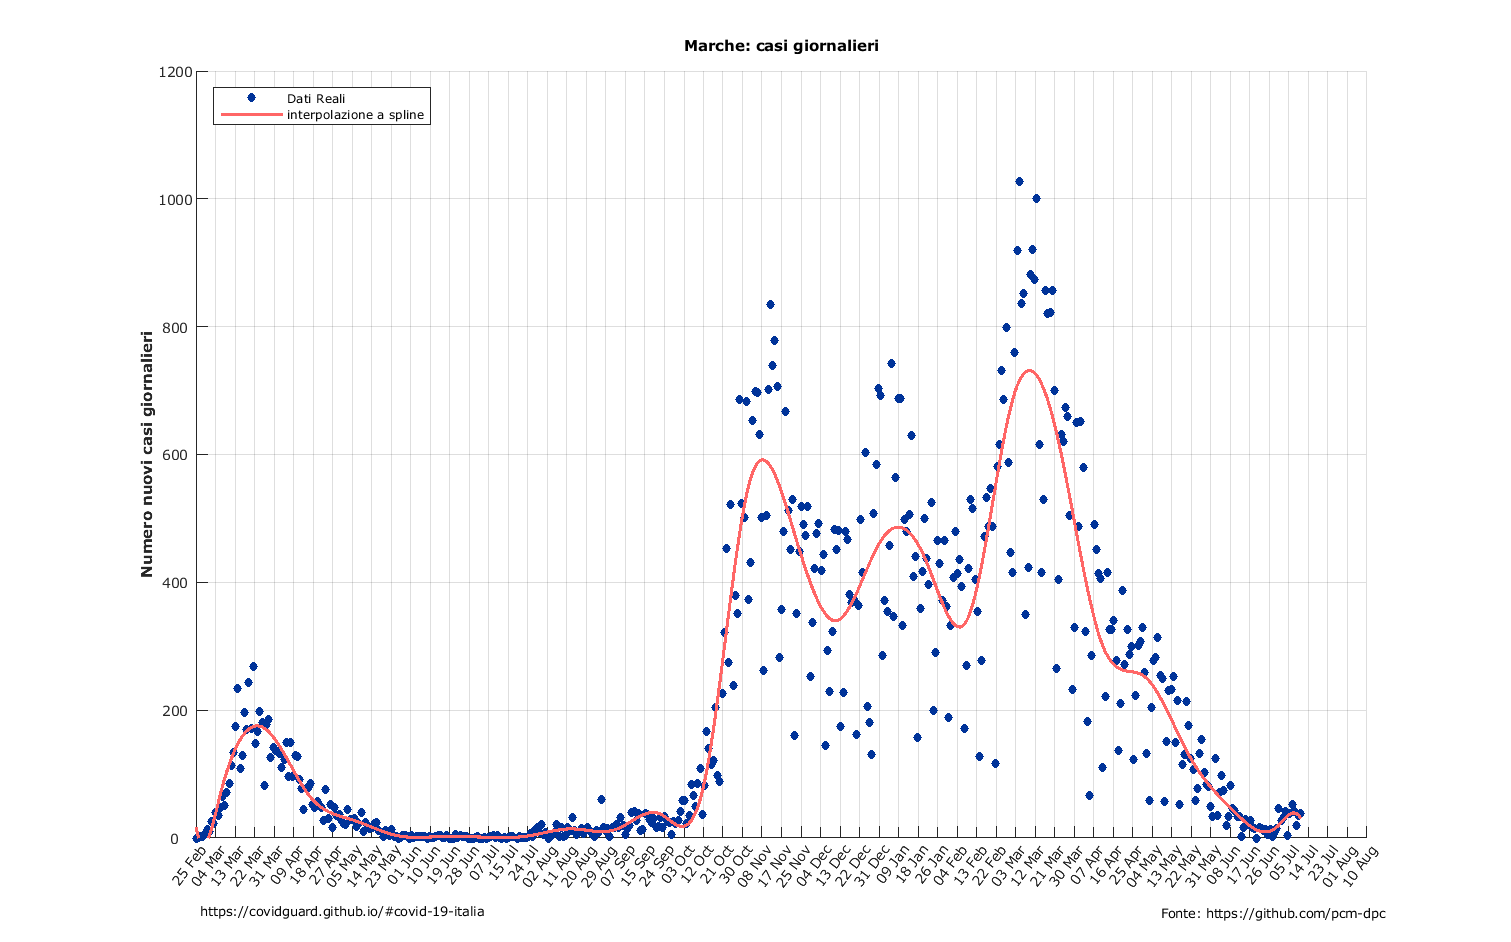 Marche: casi giornalieri
Dati Reali
interpolazione a spline
Numero nuovi casi giornalieri
1200
1000
800
600
400
200
0
25 Feb
04 Mar
13 Mar
22 Mar
31 Mar
09 Apr
18 Apr
27 Apr
05 May
14 May
23 May
01 Jun
10 Jun
19 Jun
28 Jun
07 Jul
15 Jul
24 Jul
02 Aug
11 Aug
20 Aug
29 Aug
07 Sep
15 Sep
24 Sep
03 Oct
12 Oct
21 Oct
30 Oct
08 Nov
17 Nov
25 Nov
04 Dec
13 Dec
22 Dec
31 Dec
09 Jan
18 Jan
26 Jan
04 Feb
13 Feb
22 Feb
03 Mar
12 Mar
21 Mar
30 Mar
07 Apr
16 Apr
25 Apr
04 May
13 May
22 May
31 May
08 Jun
17 Jun
26 Jun
05 Jul
14 Jul
23 Jul
01 Aug
10 Aug
https://covidguard.github.io/#covid-19-italia
Fonte: https://github.com/pcm-dpc